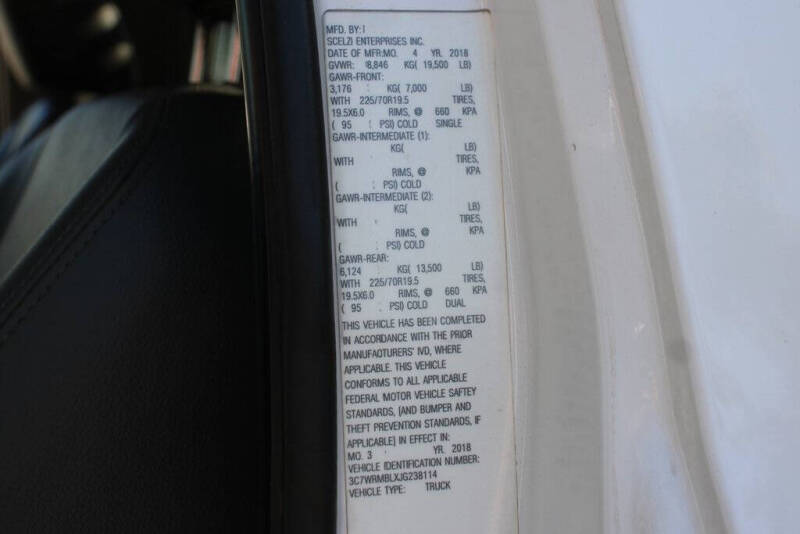 MFD. BY:
SCELZI ENTERPRISES INC.
DATE OF MFR:MO. 4 YR. 2018
GVWR: 8,846 KG( 19,500 LB)
GAWR-FRONT:
3,176 KG( 7,000 LB)
WITH 225/70R19.5 TIRES,
19.5X6.0 RIMS, @ 660 KPA
( 95 PSI) COLD SINGLE
GAWR-INTERMEDIATE (1):
KG( LB)
WITH TIRES,
RIMS, @ KPA
( PSI) COLD
GAWR-INTERMEDIATE (2):
KG( LB)
WITH TIRES,
RIMS, @ KPA
( PSI) COLD
GAWR-REAR:
6,124 KG( 13,500 LB)
WITH 225/70R19.5 TIRES,
19.5X6.0 RIMS, @ 660 KPA
( 95 PSI) COLD DUAL
THIS VEHICLE HAS BEEN COMPLETED
IN ACCORDANCE WITH THE PRIOR
MANUFACTURERS' IVD, WHERE
APPLICABLE. THIS VEHICLE
CONFORMS TO ALL APPLICABLE
FEDERAL MOTOR VEHICLE SAFTEY
STANDARDS, [AND BUMPER AND
THEFT PREVENTION STANDARDS, IF
APPLICABLE] IN EFFECT IN:
MO. 3 YR. 2018
VEHICLE IDENTIFICATION NUMBER:
3C7WRMBLXJG238114
VEHICLE TYPE: TRUCK